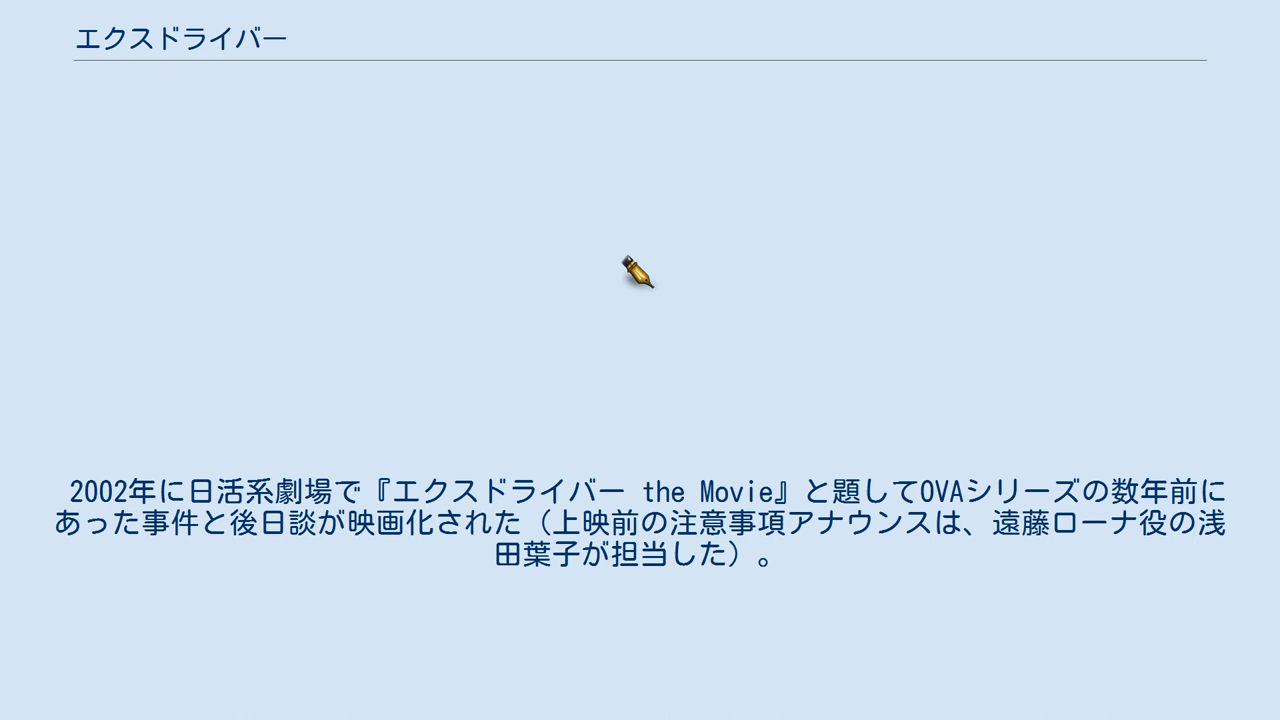 エクスドライバー
2002年に日活系劇場で『エクスドライバー the Movie』と題してOVAシリーズの数年前に
あった事件と後日談が映画化された（上映前の注意事項アナウンスは、遠藤ローナ役の浅
田葉子が担当した）。